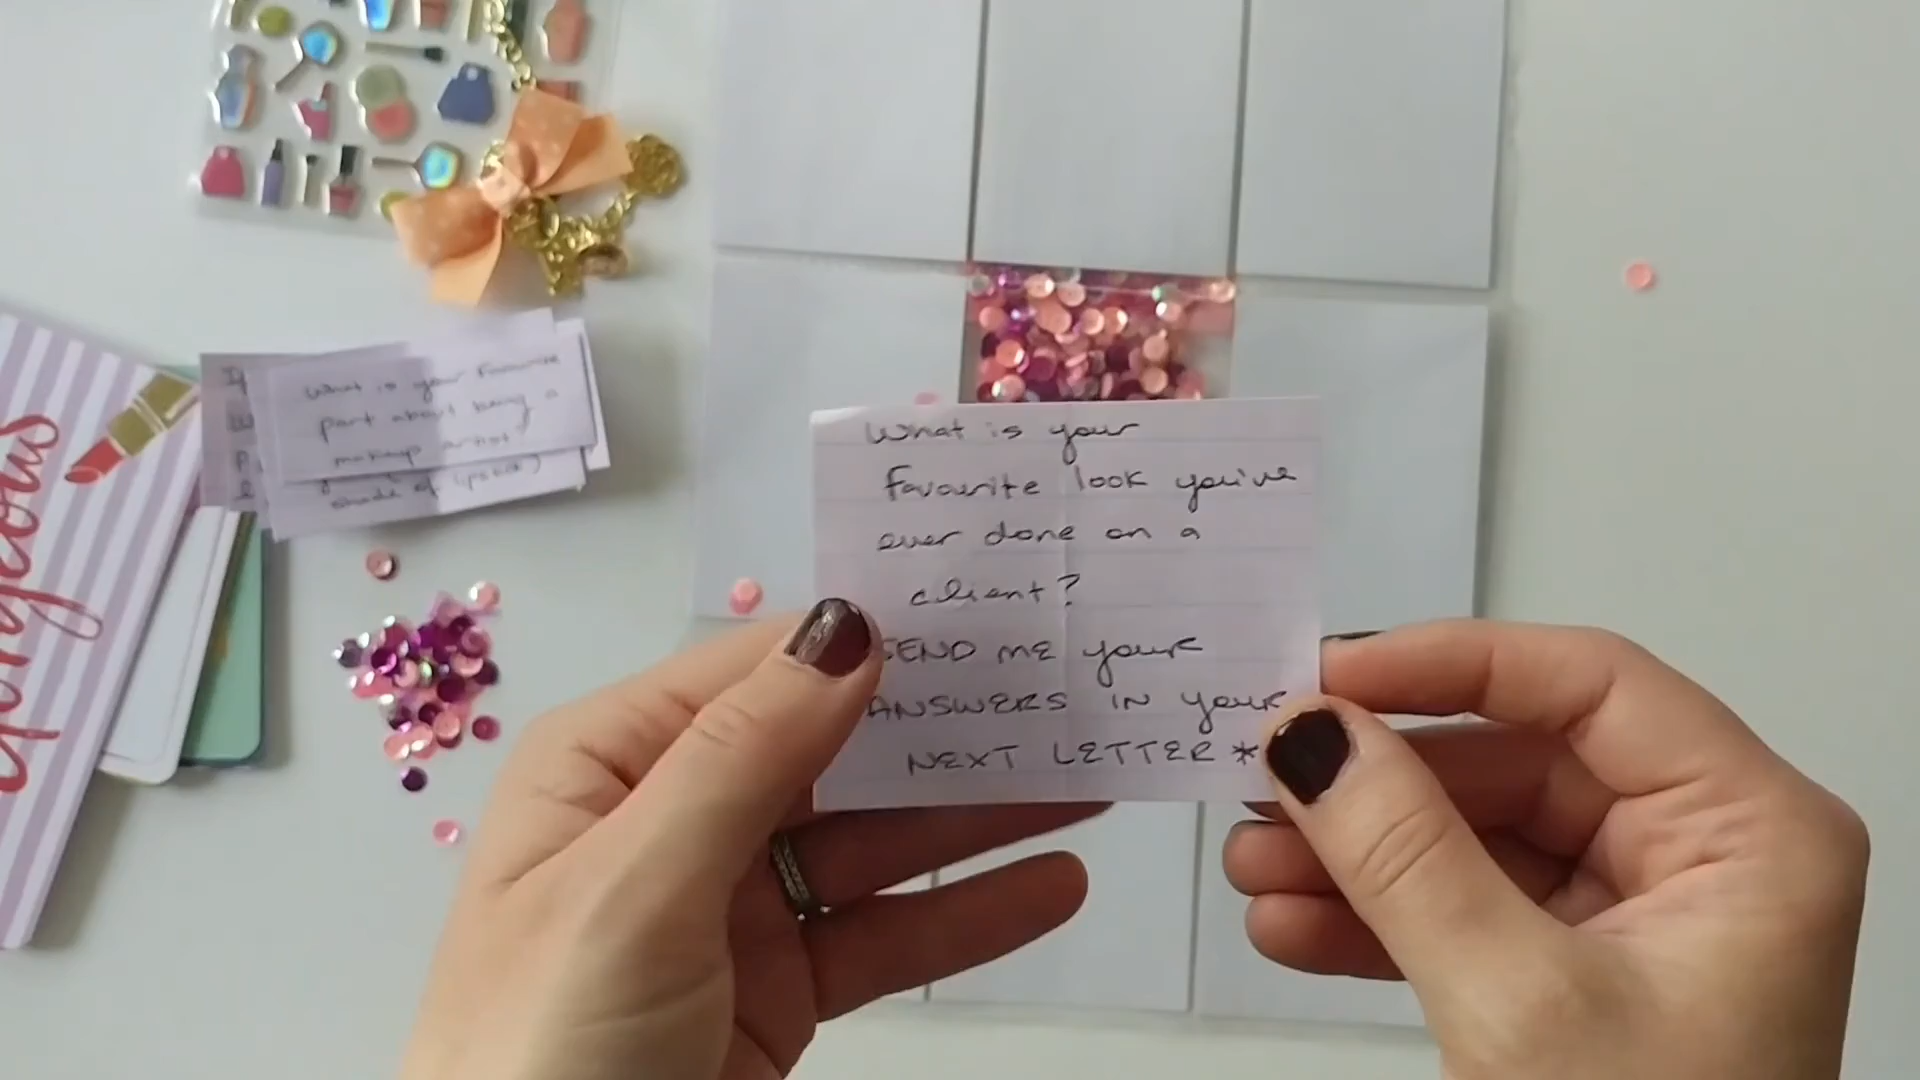 What is your
favourite look you've
ever done on a
client?
SEND ME your
ANSWERS IN your
NEXT LETTER *
What is your favourite
part about being a
makeup artist?
shade of lipstick)
If
Gorgeous